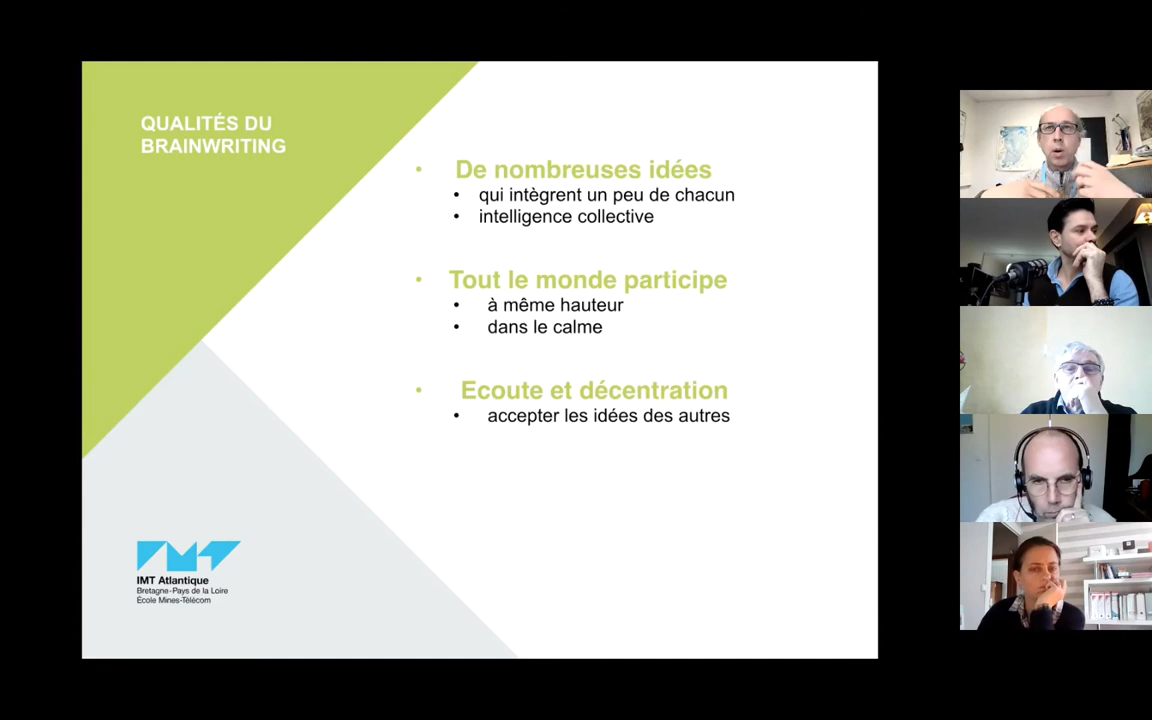 QUALITÉS DU
BRAINWRITING
• De nombreuses idées
• qui intègrent un peu de chacun
• intelligence collective
• Tout le monde participe
• à même hauteur
• dans le calme
• Ecoute et décentration
• accepter les idées des autres
IMT Atlantique
Bretagne-Pays de la Loire
École Mines-Télécom